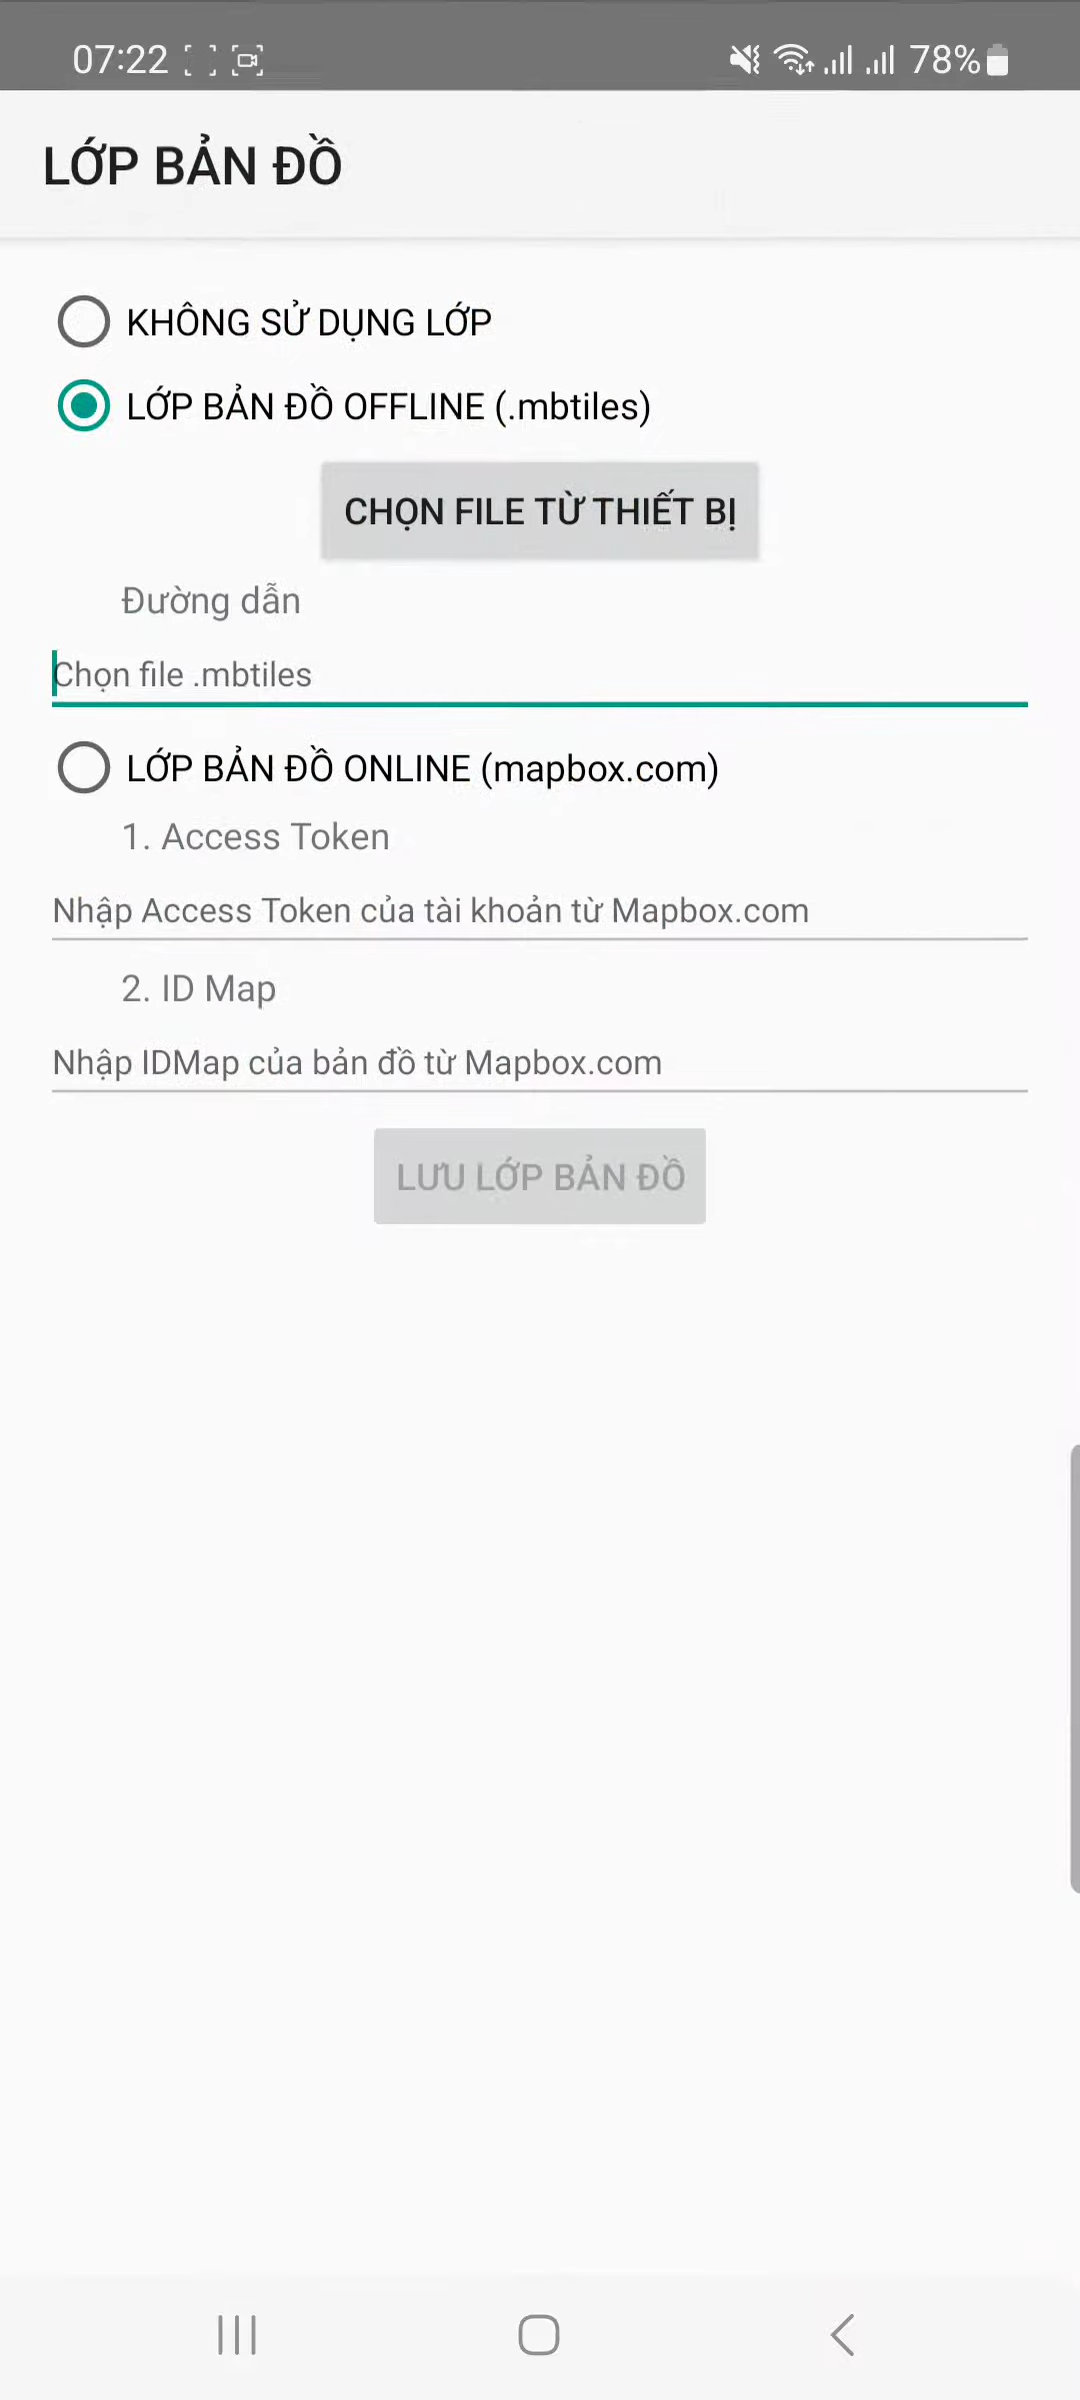 07:22
78%
LỚP BẢN ĐỒ
KHÔNG SỬ DỤNG LỚP
LỚP BẢN ĐỒ OFFLINE (.mbtiles)
CHỌN FILE TỪ THIẾT BỊ
Đường dẫn
Chọn file .mbtiles
LỚP BẢN ĐỒ ONLINE (mapbox.com)
1. Access Token
Nhập Access Token của tài khoản từ Mapbox.com
2. ID Map
Nhập IDMap của bản đồ từ Mapbox.com
LƯU LỚP BẢN ĐỒ